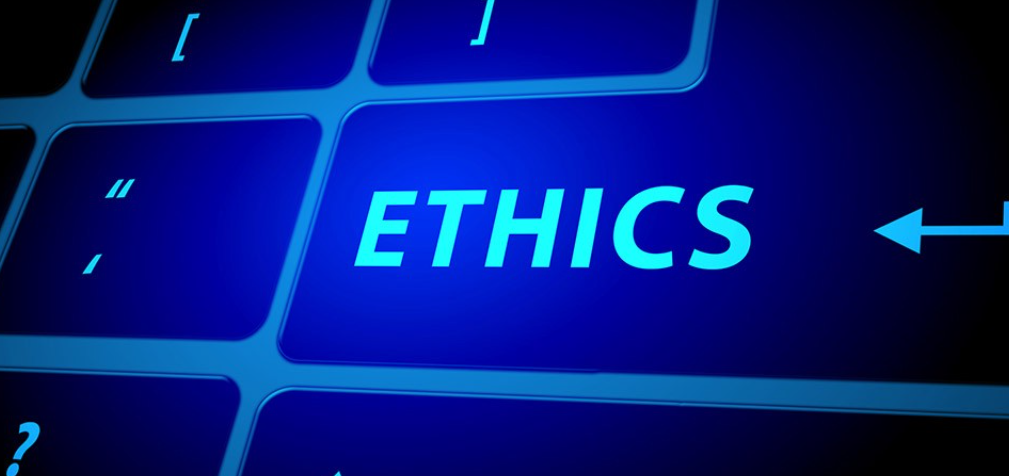 [ ]
" ETHICS
'
?